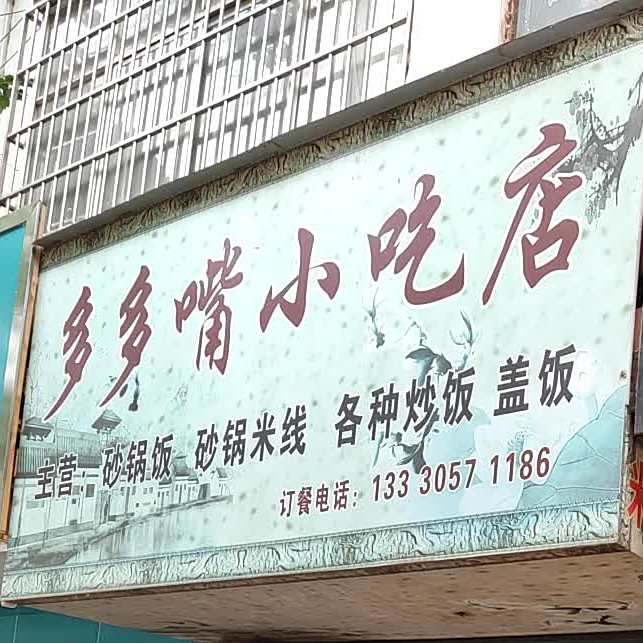 多多嘴小吃店
主营：砂锅饭 砂锅米线 各种炒饭 盖饭
订餐电话：133 3057 1186